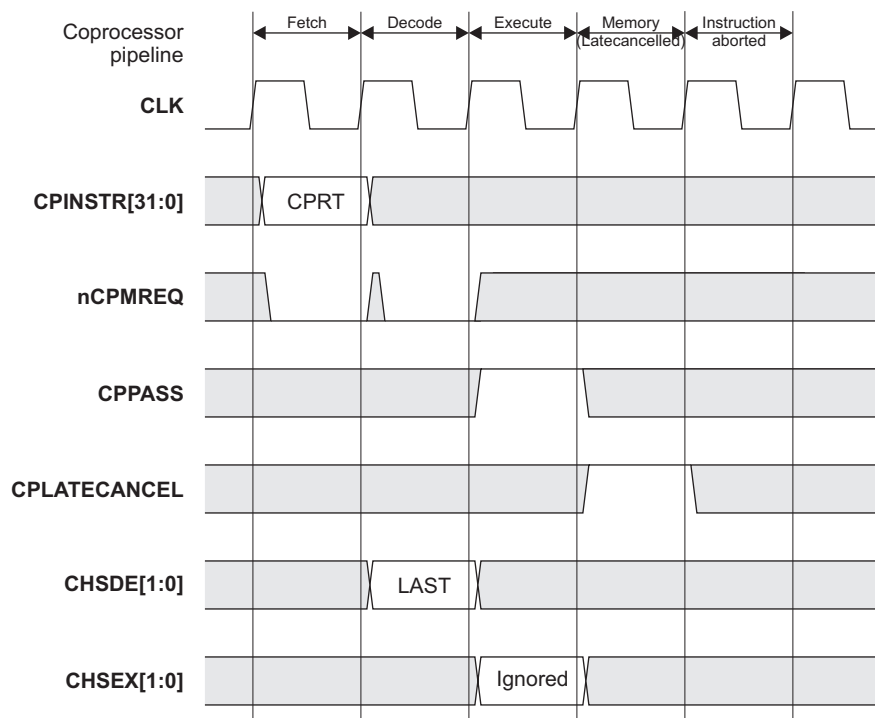 Coprocessor
pipeline
Fetch
Decode
Execute
Memory
(Latecancelled)
Instruction
aborted
CLK
CPINSTR[31:0]
CPRT
nCPMREQ
CPPASS
CPLATECANCEL
CHSDE[1:0]
LAST
CHSEX[1:0]
Ignored